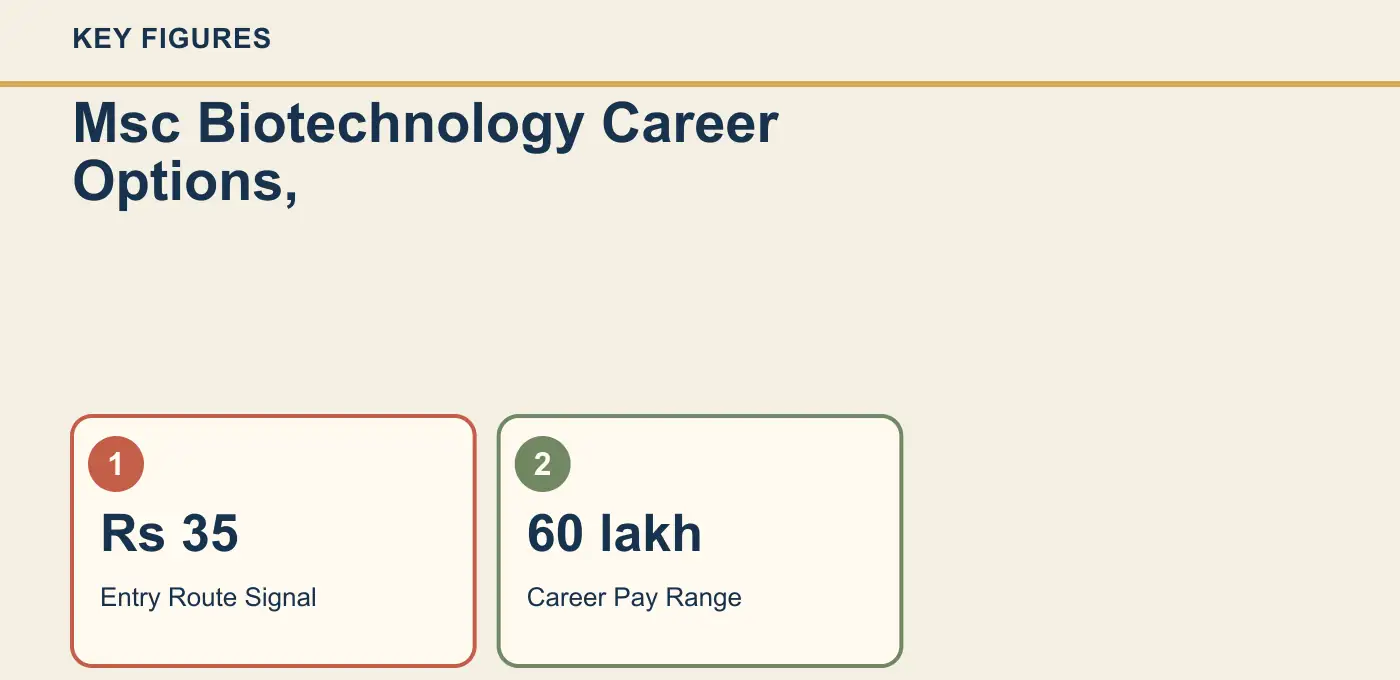 KEY FIGURES
Msc Biotechnology Career
Options,
1
Rs 35
Entry Route Signal
2
60 lakh
Career Pay Range